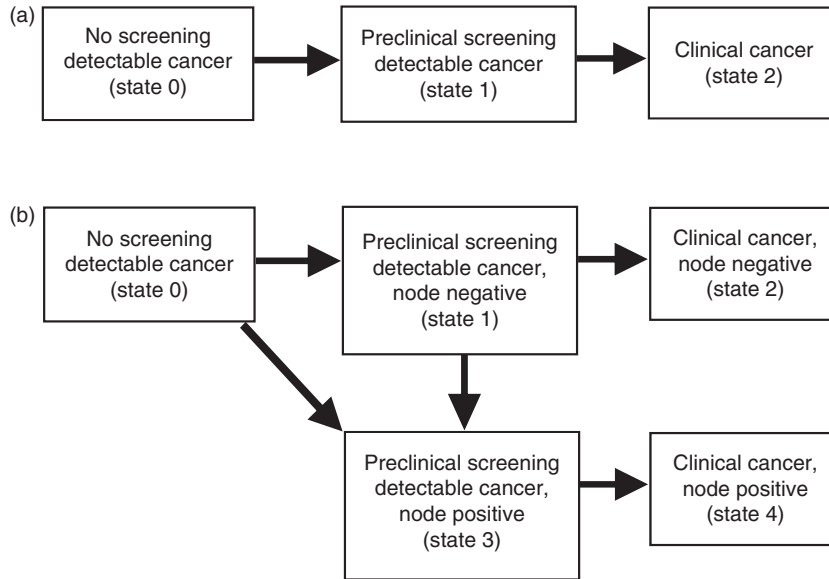 (a)
No screening
detectable cancer
(state 0)
Preclinical screening
detectable cancer
(state 1)
Clinical cancer
(state 2)
(b)
No screening
detectable cancer
(state 0)
Preclinical screening
detectable cancer,
node negative
(state 1)
Clinical cancer,
node negative
(state 2)
Preclinical screening
detectable cancer,
node positive
(state 3)
Clinical cancer,
node positive
(state 4)